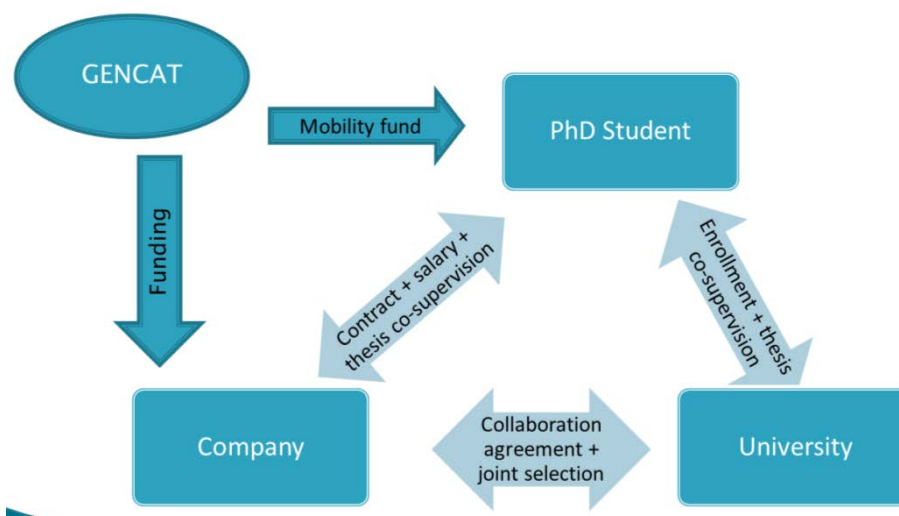 GENCAT
Mobility fund
PhD Student
Funding
Contract + salary +
thesis co-supervision
Enrollment + thesis
co-supervision
Company
Collaboration
agreement +
joint selection
University